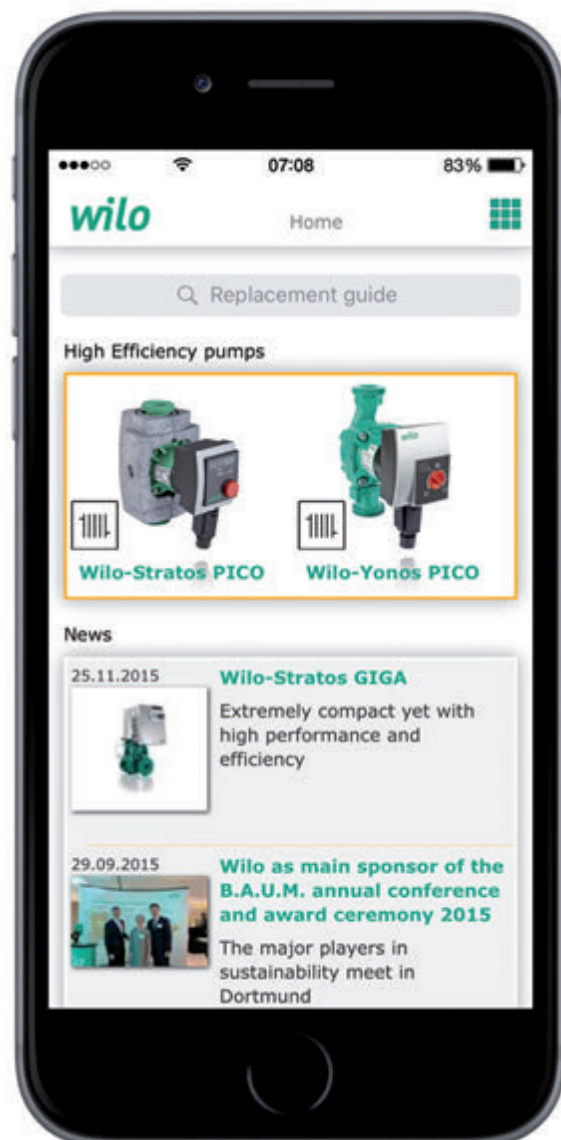 07:08
83%
wilo
Home
Replacement guide
High Efficiency pumps
wilo
Wilo-Stratos PICO
Wilo-Yonos PICO
News
25.11.2015
Wilo-Stratos GIGA
Extremely compact yet with
high performance and
efficiency
29.09.2015
Wilo as main sponsor of the
B.A.U.M. annual conference
and award ceremony 2015
The major players in
sustainability meet in
Dortmund